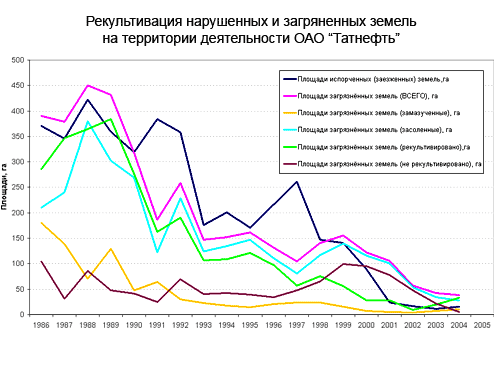 Рекультивация нарушенных и загряненных земель
на территории деятельности ОАО “Татнефть”
Площади, га
500
450
400
350
300
250
200
150
100
50
0
Площади испорченных (заезженных) земель,га
Площади загрязнённых земель (ВСЕГО), га
Площади загрязнённых земель (замазученные), га
Площади загрязнённых земель (засоленные), га
Площади загрязнённых земель (рекультивировано),га
Площади загрязнённых земель (не рекультивировано), га
1986 1987 1988 1989 1990 1991 1992 1993 1994 1995 1996 1997 1998 1999 2000 2001 2002 2003 2004 2005